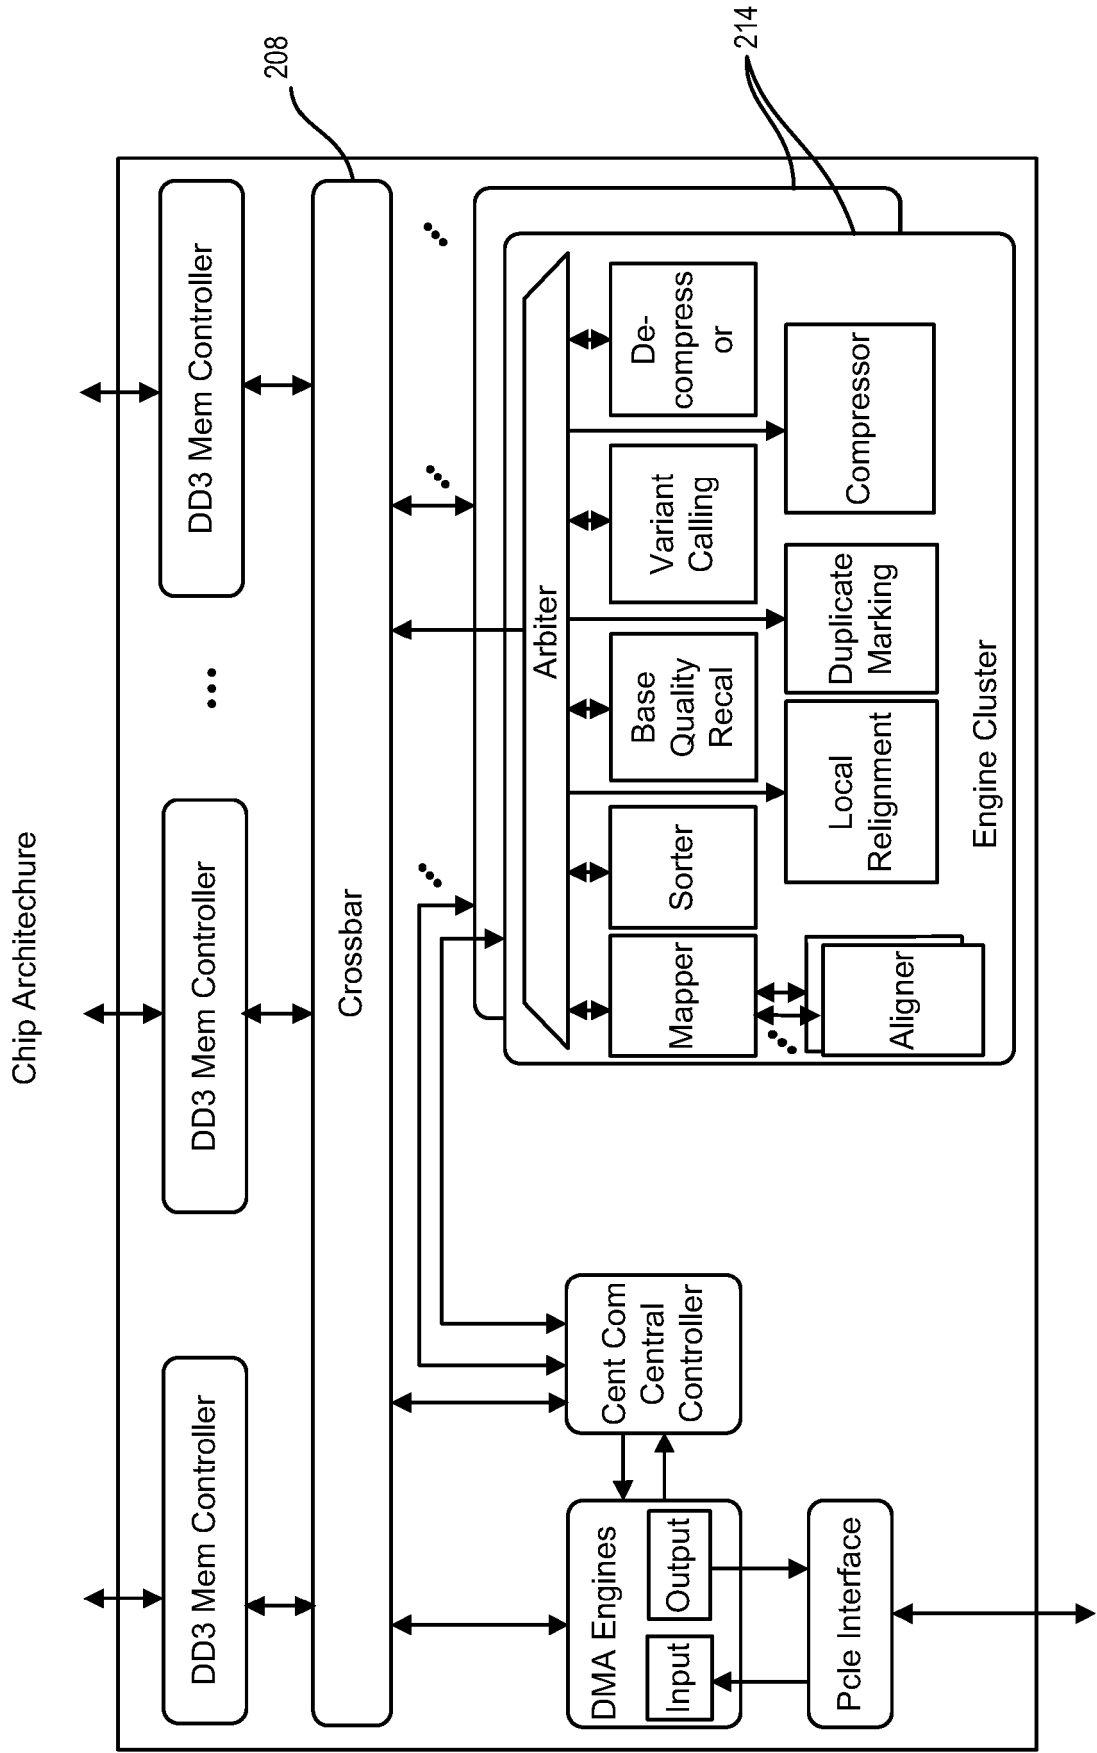 Chip Architechure
208
214
DD3 Mem Controller
DD3 Mem Controller
DD3 Mem Controller
Crossbar
Cent Com
Central
Controller
DMA Engines
Input
Output
PcIe Interface
Arbiter
Mapper
Sorter
Base
Quality
Recal
Variant
Calling
De-
compress
or
Aligner
Local
Relignment
Duplicate
Marking
Compressor
Engine Cluster